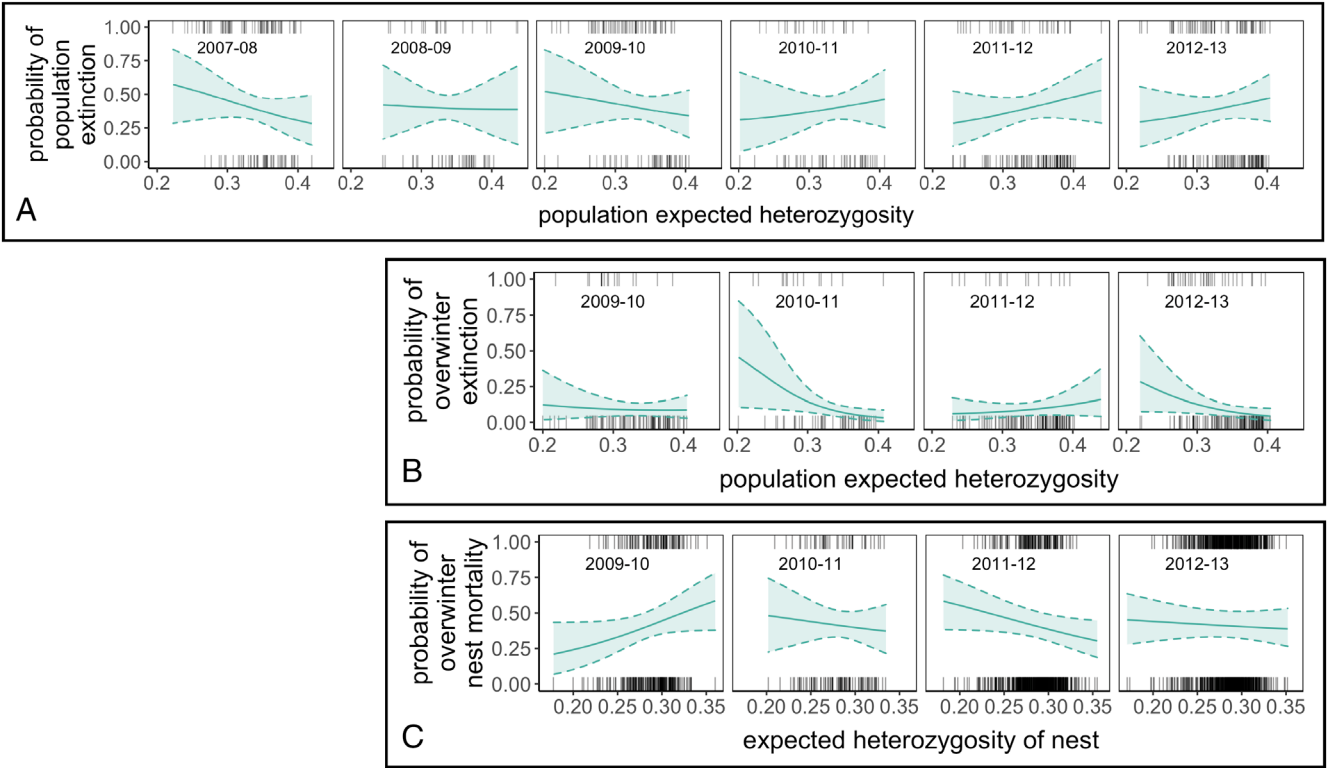 probability of
population
extinction
1.00
0.75
0.50
0.25
0.00
2007-08
2008-09
2009-10
2010-11
2011-12
2012-13
0.2 0.3 0.4
0.2 0.3 0.4
0.2 0.3 0.4
0.2 0.3 0.4
0.2 0.3 0.4
0.2 0.3 0.4
A
population expected heterozygosity
probability of
overwinter
extinction
1.00
0.75
0.50
0.25
0.00
2009-10
2010-11
2011-12
2012-13
0.2 0.3 0.4
0.2 0.3 0.4
0.2 0.3 0.4
0.2 0.3 0.4
B
population expected heterozygosity
probability of
overwinter
nest mortality
1.00
0.75
0.50
0.25
0.00
2009-10
2010-11
2011-12
2012-13
0.20 0.25 0.30 0.35
0.20 0.25 0.30 0.35
0.20 0.25 0.30 0.35
0.20 0.25 0.30 0.35
C
expected heterozygosity of nest